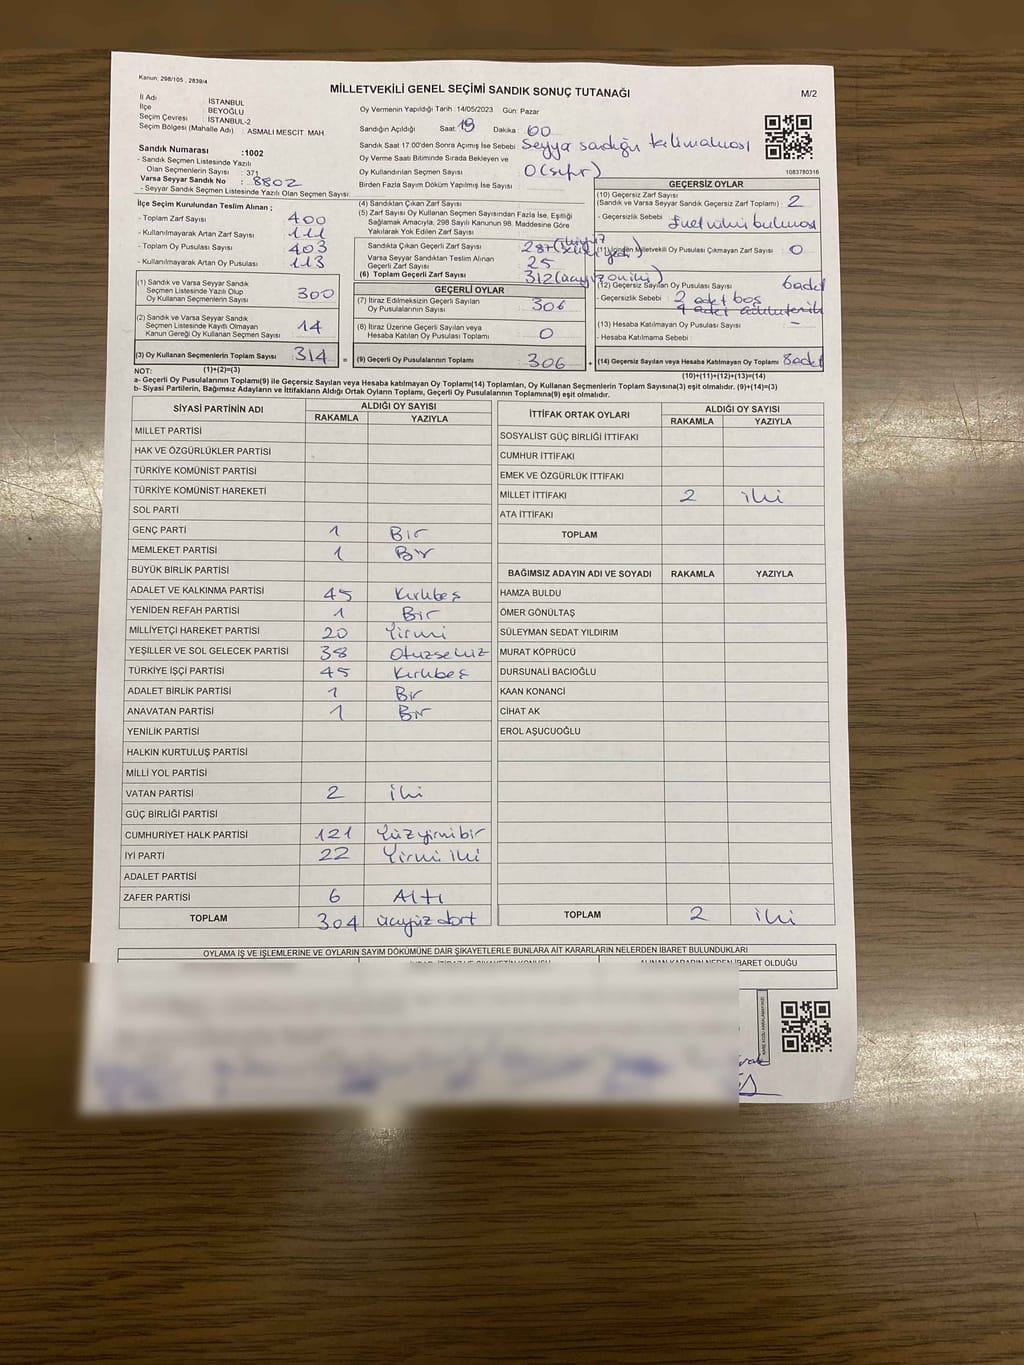 Kanun; 298/105 , 2839/4
MİLLETVEKİLİ GENEL SEÇİMİ SANDIK SONUÇ TUTANAĞI
M/2
İl Adı : İSTANBUL
İlçe : BEYOĞLU
Seçim Çevresi : İSTANBUL-2
Seçim Bölgesi (Mahalle Adı) : ASMALI MESCİT MAH.
Oy Vermenin Yapıldığı Tarih :14/05/2023 Gün: Pazar
Sandığın Açıldığı Saat: 19 Dakika: 00
Sandık Saat 17.00'den Sonra Açımış İse Sebebi :
Oy Verme Saati Bitiminde Sırada Bekleyen ve
Oy Kullandırılan Seçmen Sayısı : 0 (sıfır)
Birden Fazla Sayım Döküm Yapılmış İse Sayısı :
1083780316
Sandık Numarası :1002
- Sandık Seçmen Listesinde Yazılı
Olan Seçmenlerin Sayısı : 371
Varsa Seyyar Sandık No : 8802
- Seyyar Sandık Seçmen Listesinde Yazılı Olan Seçmen Sayısı:
İlçe Seçim Kurulundan Teslim Alınan ;
- Toplam Zarf Sayısı : 400
- Kullanılmayarak Artan Zarf Sayısı : 111
- Toplam Oy Pusulası Sayısı : 403
- Kullanılmayarak Artan Oy Pusulası : 113
(4) Sandıktan Çıkan Zarf Sayısı
(5) Zarf Sayısı Oy Kullanan Seçmen Sayısından Fazla İse, Eşitliği
Sağlamak Amacıyla, 298 Sayılı Kanunun 98. Maddesine Göre
Yakılarak Yok Edilen Zarf Sayısı
Sandıkta Çıkan Geçerli Zarf Sayısı 287
Varsa Seyyar Sandıktan Teslim Alınan
Geçerli Zarf Sayısı 25
(6) Toplam Geçerli Zarf Sayısı 312
GEÇERSİZ OYLAR
(10) Geçersiz Zarf Sayısı
(Sandık ve Varsa Seyyar Sandık Geçersiz Zarf Toplamı) : 2
- Geçersizlik Sebebi :
Milletvekili Oy Pusulası Çıkmayan Zarf Sayısı : 0
(12) Geçersiz Sayılan Oy Pusulası Sayısı 6 adet
- Geçersizlik Sebebi : 2 adet boş
4 adet
(13) Hesaba Katılmayan Oy Pusulası Sayısı : -
- Hesaba Katılmama Sebebi :
(14) Geçersiz Sayılan veya Hesaba Katılmayan Oy Toplamı 8 adet
(10)+(11)+(12)+(13)=(14)
(1) Sandık ve Varsa Seyyar Sandık
Seçmen Listesinde Yazılı Olup
Oy Kullanan Seçmenlerin Sayısı : 300
(2) Sandık ve Varsa Seyyar Sandık
Seçmen Listesinde Kayıtlı Olmayan
Kanun Gereği Oy Kullanan Seçmen Sayısı : 14
(3) Oy Kullanan Seçmenlerin Toplam Sayısı : 314 =
(1)+(2)=(3)
GEÇERLİ OYLAR
(7) İtiraz Edilmeksizin Geçerli Sayılan
Oy Pusulalarının Sayısı : 306
(8) İtiraz Üzerine Geçerli Sayılan veya
Hesaba Katılan Oy Pusulası Sayısı : 0
(9) Geçerli Oy Pusulalarının Toplamı : 306 +
NOT:
a- Geçerli Oy Pusulalarının Toplamı(9) ile Geçersiz Sayılan veya Hesaba katılmayan Oy Toplamı(14) Toplamları, Oy Kullanan Seçmenlerin Toplam Sayısına(3) eşit olmalıdır. (9)+(14)=(3)
b- Siyasi Partilerin, Bağımsız Adayların ve İttifakların Aldığı Ortak Oyların Toplamı, Geçerli Oy Pusulalarının Toplamına(9) eşit olmalıdır.
SİYASİ PARTİNİN ADI ALDIĞI OY SAYISI
RAKAMLA YAZIYLA
MİLLET PARTİSİ
HAK VE ÖZGÜRLÜKLER PARTİSİ
TÜRKİYE KOMÜNİST PARTİSİ
TÜRKİYE KOMÜNİST HAREKETİ
SOL PARTİ
GENÇ PARTİ 1 Bir
MEMLEKET PARTİSİ 1 Bir
BÜYÜK BİRLİK PARTİSİ
ADALET VE KALKINMA PARTİSİ 45 Kırkbeş
YENİDEN REFAH PARTİSİ 1 Bir
MİLLİYETÇİ HAREKET PARTİSİ 20 Yirmi
YEŞİLLER VE SOL GELECEK PARTİSİ 38 Otuzsekiz
TÜRKİYE İŞÇİ PARTİSİ 45 Kırkbeş
ADALET BİRLİK PARTİSİ 1 Bir
ANAVATAN PARTİSİ 1 Bir
YENİLİK PARTİSİ
HALKIN KURTULUŞ PARTİSİ
MİLLİ YOL PARTİSİ
VATAN PARTİSİ 2 iki
GÜÇ BİRLİĞİ PARTİSİ
CUMHURİYET HALK PARTİSİ 121 Yüzyirmibir
İYİ PARTİ 22 Yirmi iki
ADALET PARTİSİ
ZAFER PARTİSİ 6 Altı
TOPLAM 304 üçyüz dört
İTTİFAK ORTAK OYLARI ALDIĞI OY SAYISI
RAKAMLA YAZIYLA
SOSYALİST GÜÇ BİRLİĞİ İTTİFAKI
CUMHUR İTTİFAKI
EMEK VE ÖZGÜRLÜK İTTİFAKI
MİLLET İTTİFAKI 2 iki
ATA İTTİFAKI
TOPLAM
BAĞIMSIZ ADAYIN ADI VE SOYADI RAKAMLA YAZIYLA
HAMZA BULDU
ÖMER GÖNÜLTAŞ
SÜLEYMAN SEDAT YILDIRIM
MURAT KÖPRÜCÜ
DURSUNALİ BACIOĞLU
KAAN KONANCİ
CİHAT AK
EROL AŞUCUOĞLU
TOPLAM 2 iki
OYLAMA İŞ VE İŞLEMLERİNE VE OYLARIN SAYIM DÖKÜMÜNE DAİR ŞİKAYETLERLE BUNLARA AİT KARARLARIN NELERDEN İBARET BULUNDUKLARI
ALINAN KARARIN NEDEN İBARET OLDUĞU